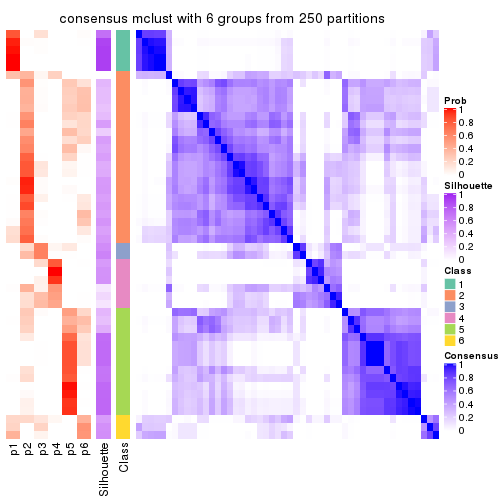 consensus mclust with 6 groups from 250 partitions
p1
p2
p3
p4
p5
p6
Silhouette
Class
Prob
1
0.8
0.6
0.4
0.2
0
Silhouette
1
0.8
0.6
0.4
0.2
0
Class
1
2
3
4
5
6
Consensus
1
0.8
0.6
0.4
0.2
0